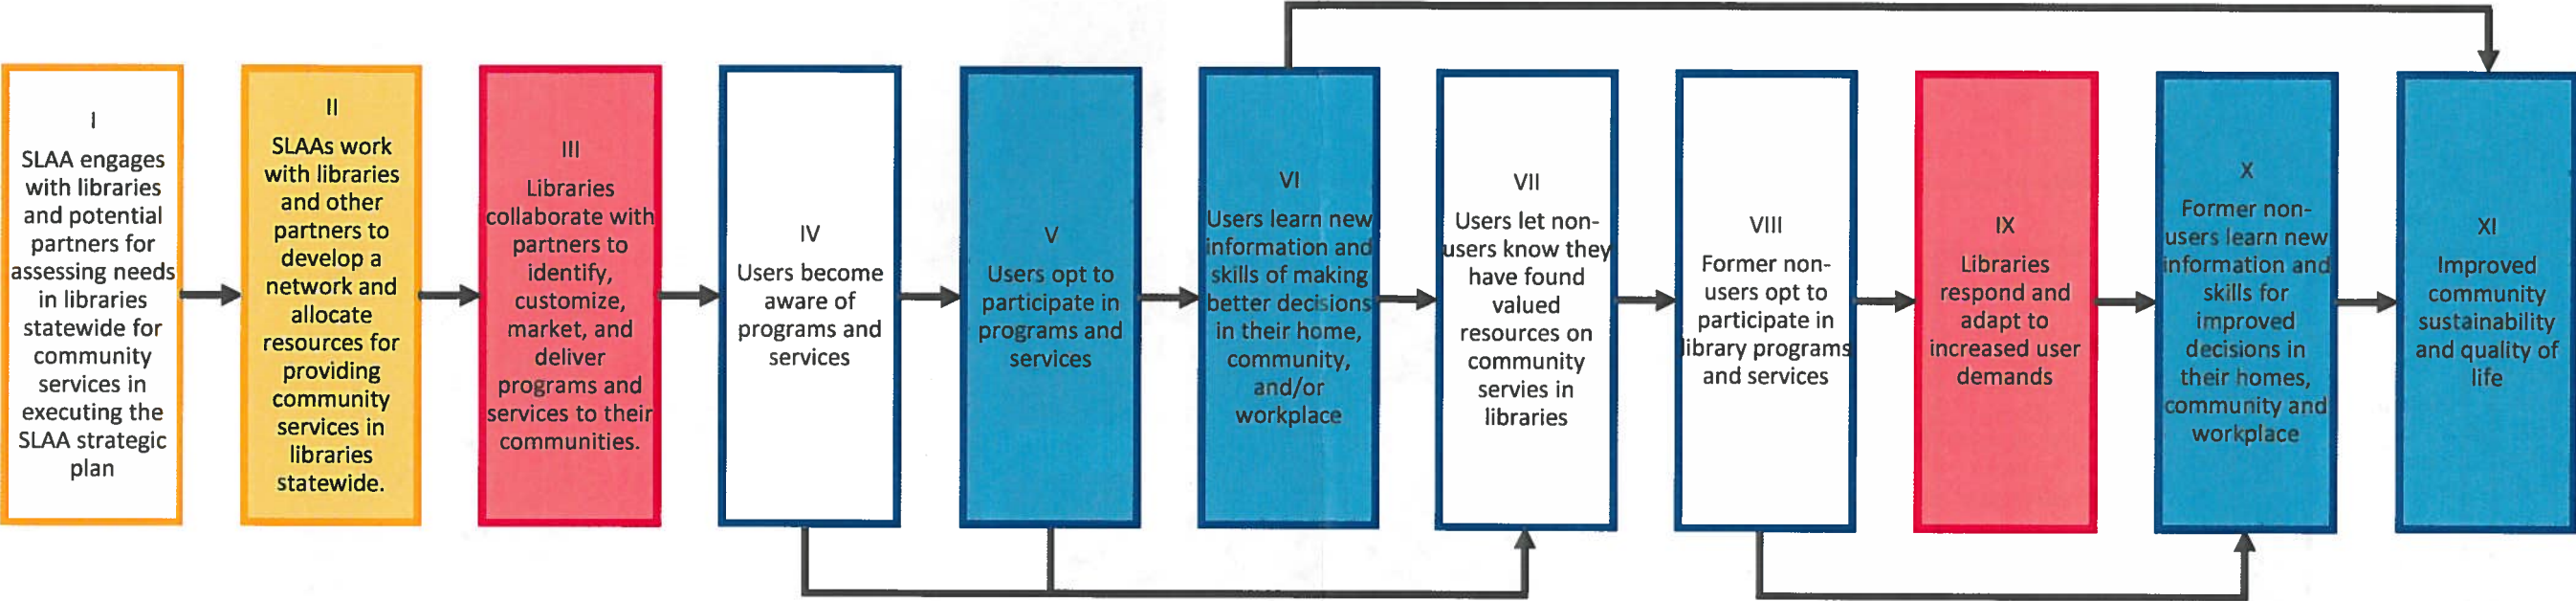 I
SLAA engages
with libraries
and potential
partners for
assessing needs
in libraries
statewide for
community
services in
executing the
SLAA strategic
plan
II
SLAAs work
with libraries
and other
partners to
develop a
network and
allocate
resources for
providing
community
services in
libraries
statewide.
III
Libraries
collaborate with
partners to
identify,
customize,
market, and
deliver
programs and
services to their
communities.
IV
Users become
aware of
programs and
services
V
Users opt to
participate in
programs and
services
VI
Users learn new
information and
skills of making
better decisions
in their home,
community,
and/or
workplace
VII
Users let non-
users know they
have found
valued
resources on
community
servies in
libraries
VIII
Former non-
users opt to
participate in
library programs
and services
IX
Libraries
respond and
adapt to
increased user
demands
X
Former non-
users learn new
information and
skills for
improved
decisions in
their homes,
community and
workplace
XI
Improved
community
sustainability
and quality of
life